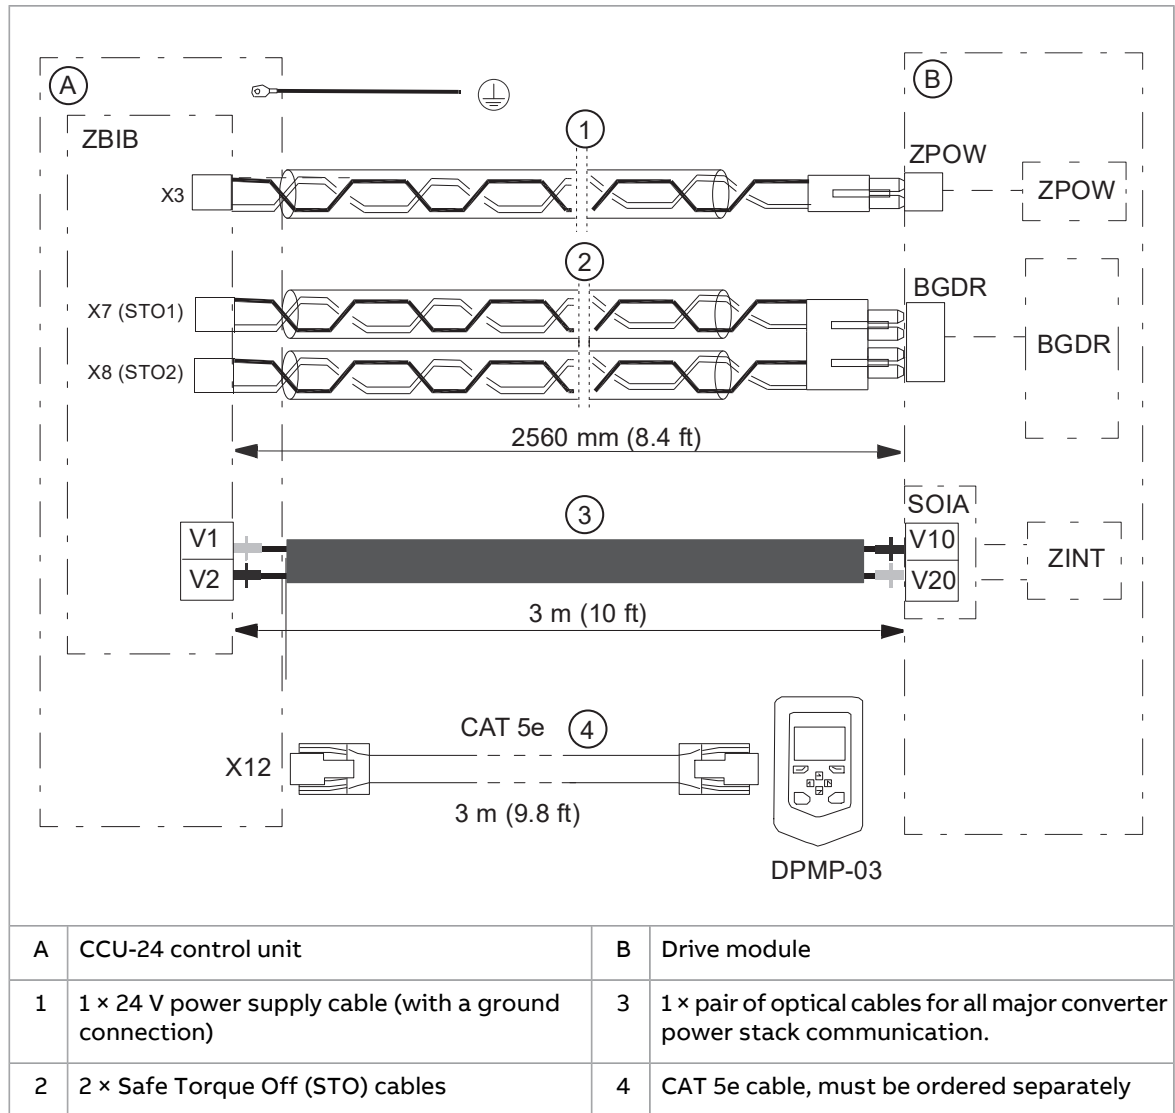 A
B
1
ZBIB
ZPOW
X3
ZPOW
2
BGDR
X7 (STO1)
BGDR
X8 (STO2)
2560 mm (8.4 ft)
SOIA
3
V1
V10
ZINT
V2
V20
3 m (10 ft)
CAT 5e
4
X12
3 m (9.8 ft)
DPMP-03
A CCU-24 control unit
B Drive module
1 1 × 24 V power supply cable (with a ground
connection)
3 1 × pair of optical cables for all major converter
power stack communication.
2 2 × Safe Torque Off (STO) cables
4 CAT 5e cable, must be ordered separately